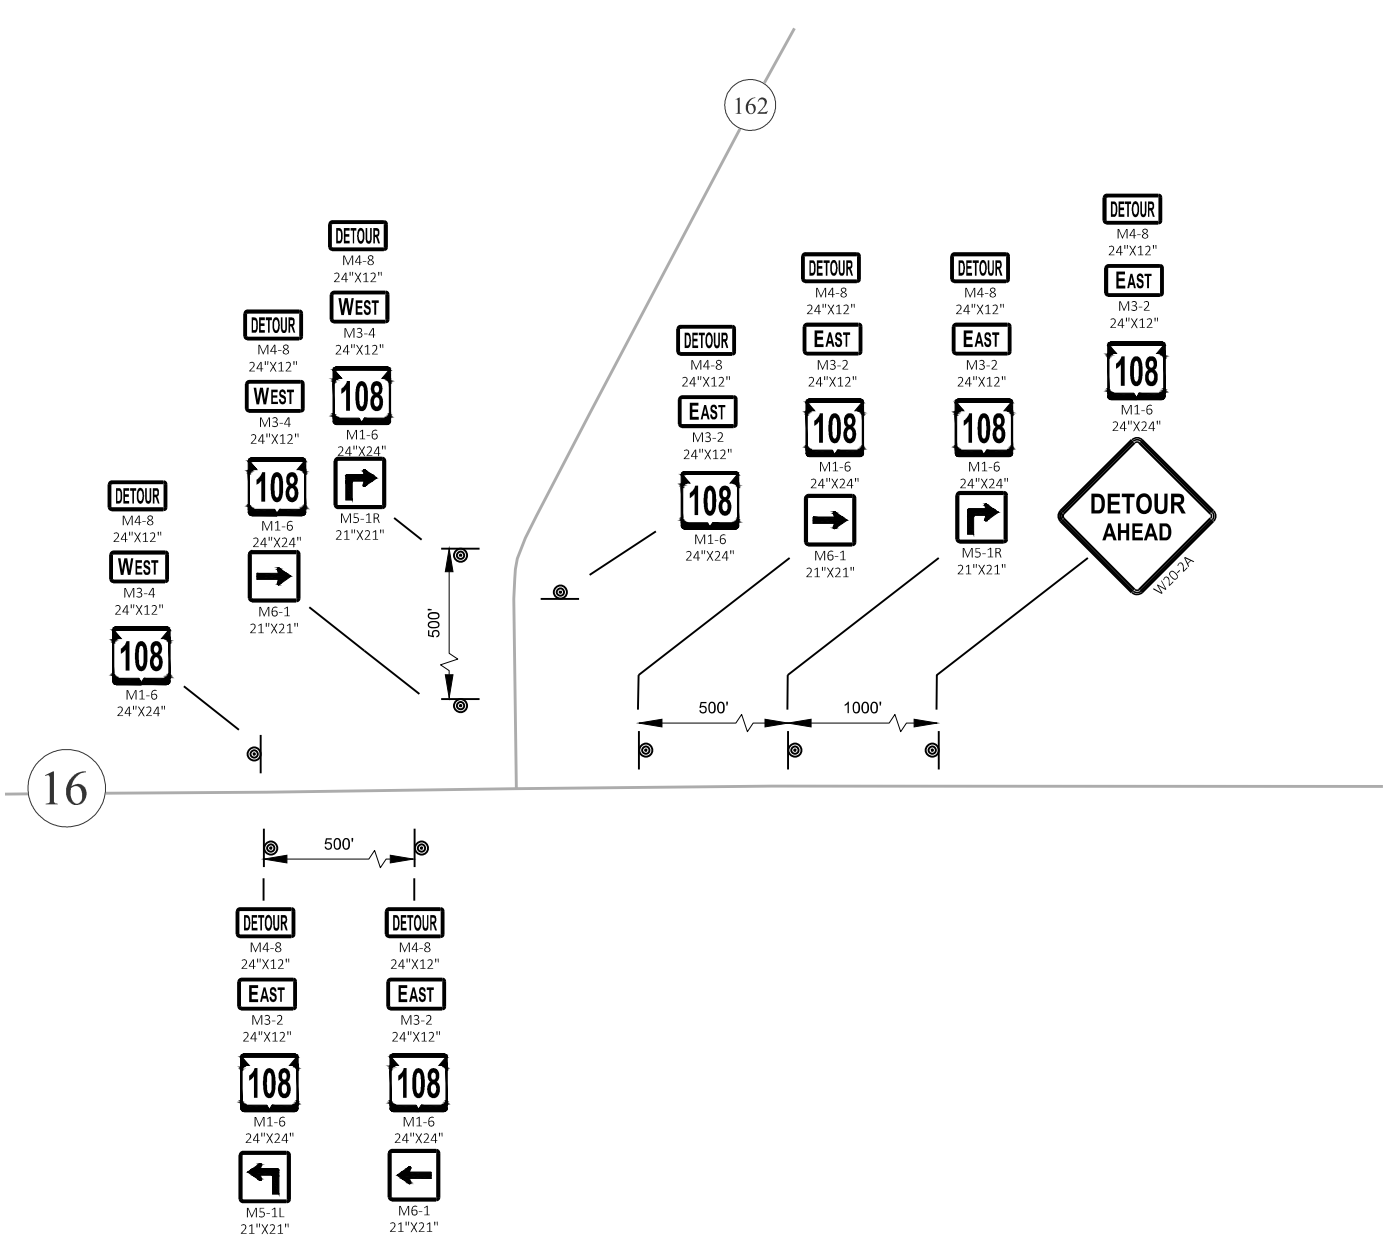 162
DETOUR
M4-8
24"X12"
WEST
M3-4
24"X12"
108
M1-6
24"X24"
DETOUR
M4-8
24"X12"
WEST
M3-4
24"X12"
108
M1-6
24"X24"
M6-1
21"X21"
DETOUR
M4-8
24"X12"
WEST
M3-4
24"X12"
108
M1-6
24"X24"
M5-1R
21"X21"
500'
DETOUR
M4-8
24"X12"
EAST
M3-2
24"X12"
108
M1-6
24"X24"
DETOUR
M4-8
24"X12"
EAST
M3-2
24"X12"
108
M1-6
24"X24"
M6-1
21"X21"
DETOUR
M4-8
24"X12"
EAST
M3-2
24"X12"
108
M1-6
24"X24"
M5-1R
21"X21"
DETOUR
M4-8
24"X12"
EAST
M3-2
24"X12"
108
M1-6
24"X24"
DETOUR
AHEAD
W20-2A
500'
1000'
16
500'
DETOUR
M4-8
24"X12"
EAST
M3-2
24"X12"
108
M1-6
24"X24"
M5-1L
21"X21"
DETOUR
M4-8
24"X12"
EAST
M3-2
24"X12"
108
M1-6
24"X24"
M6-1
21"X21"